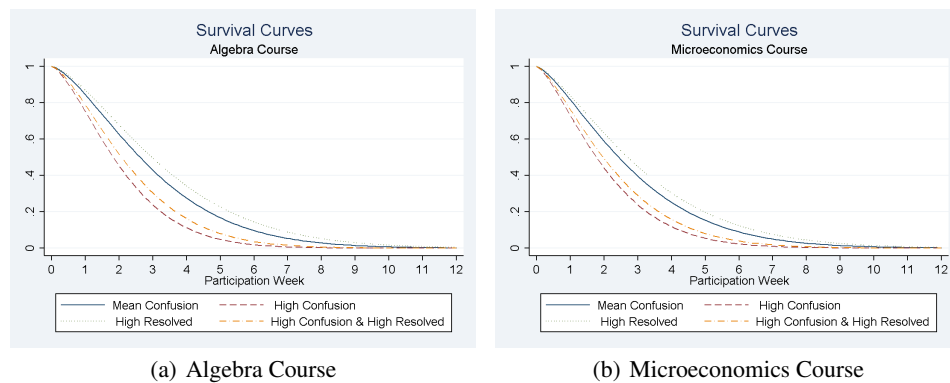 Survival Curves
Algebra Course
1
.8
.6
.4
.2
0
0 1 2 3 4 5 6 7 8 9 10 11 12
Participation Week
Mean Confusion
High Confusion
High Resolved
High Confusion & High Resolved
(a) Algebra Course
Survival Curves
Microeconomics Course
1
.8
.6
.4
.2
0
0 1 2 3 4 5 6 7 8 9 10 11 12
Participation Week
Mean Confusion
High Confusion
High Resolved
High Confusion & High Resolved
(b) Microeconomics Course